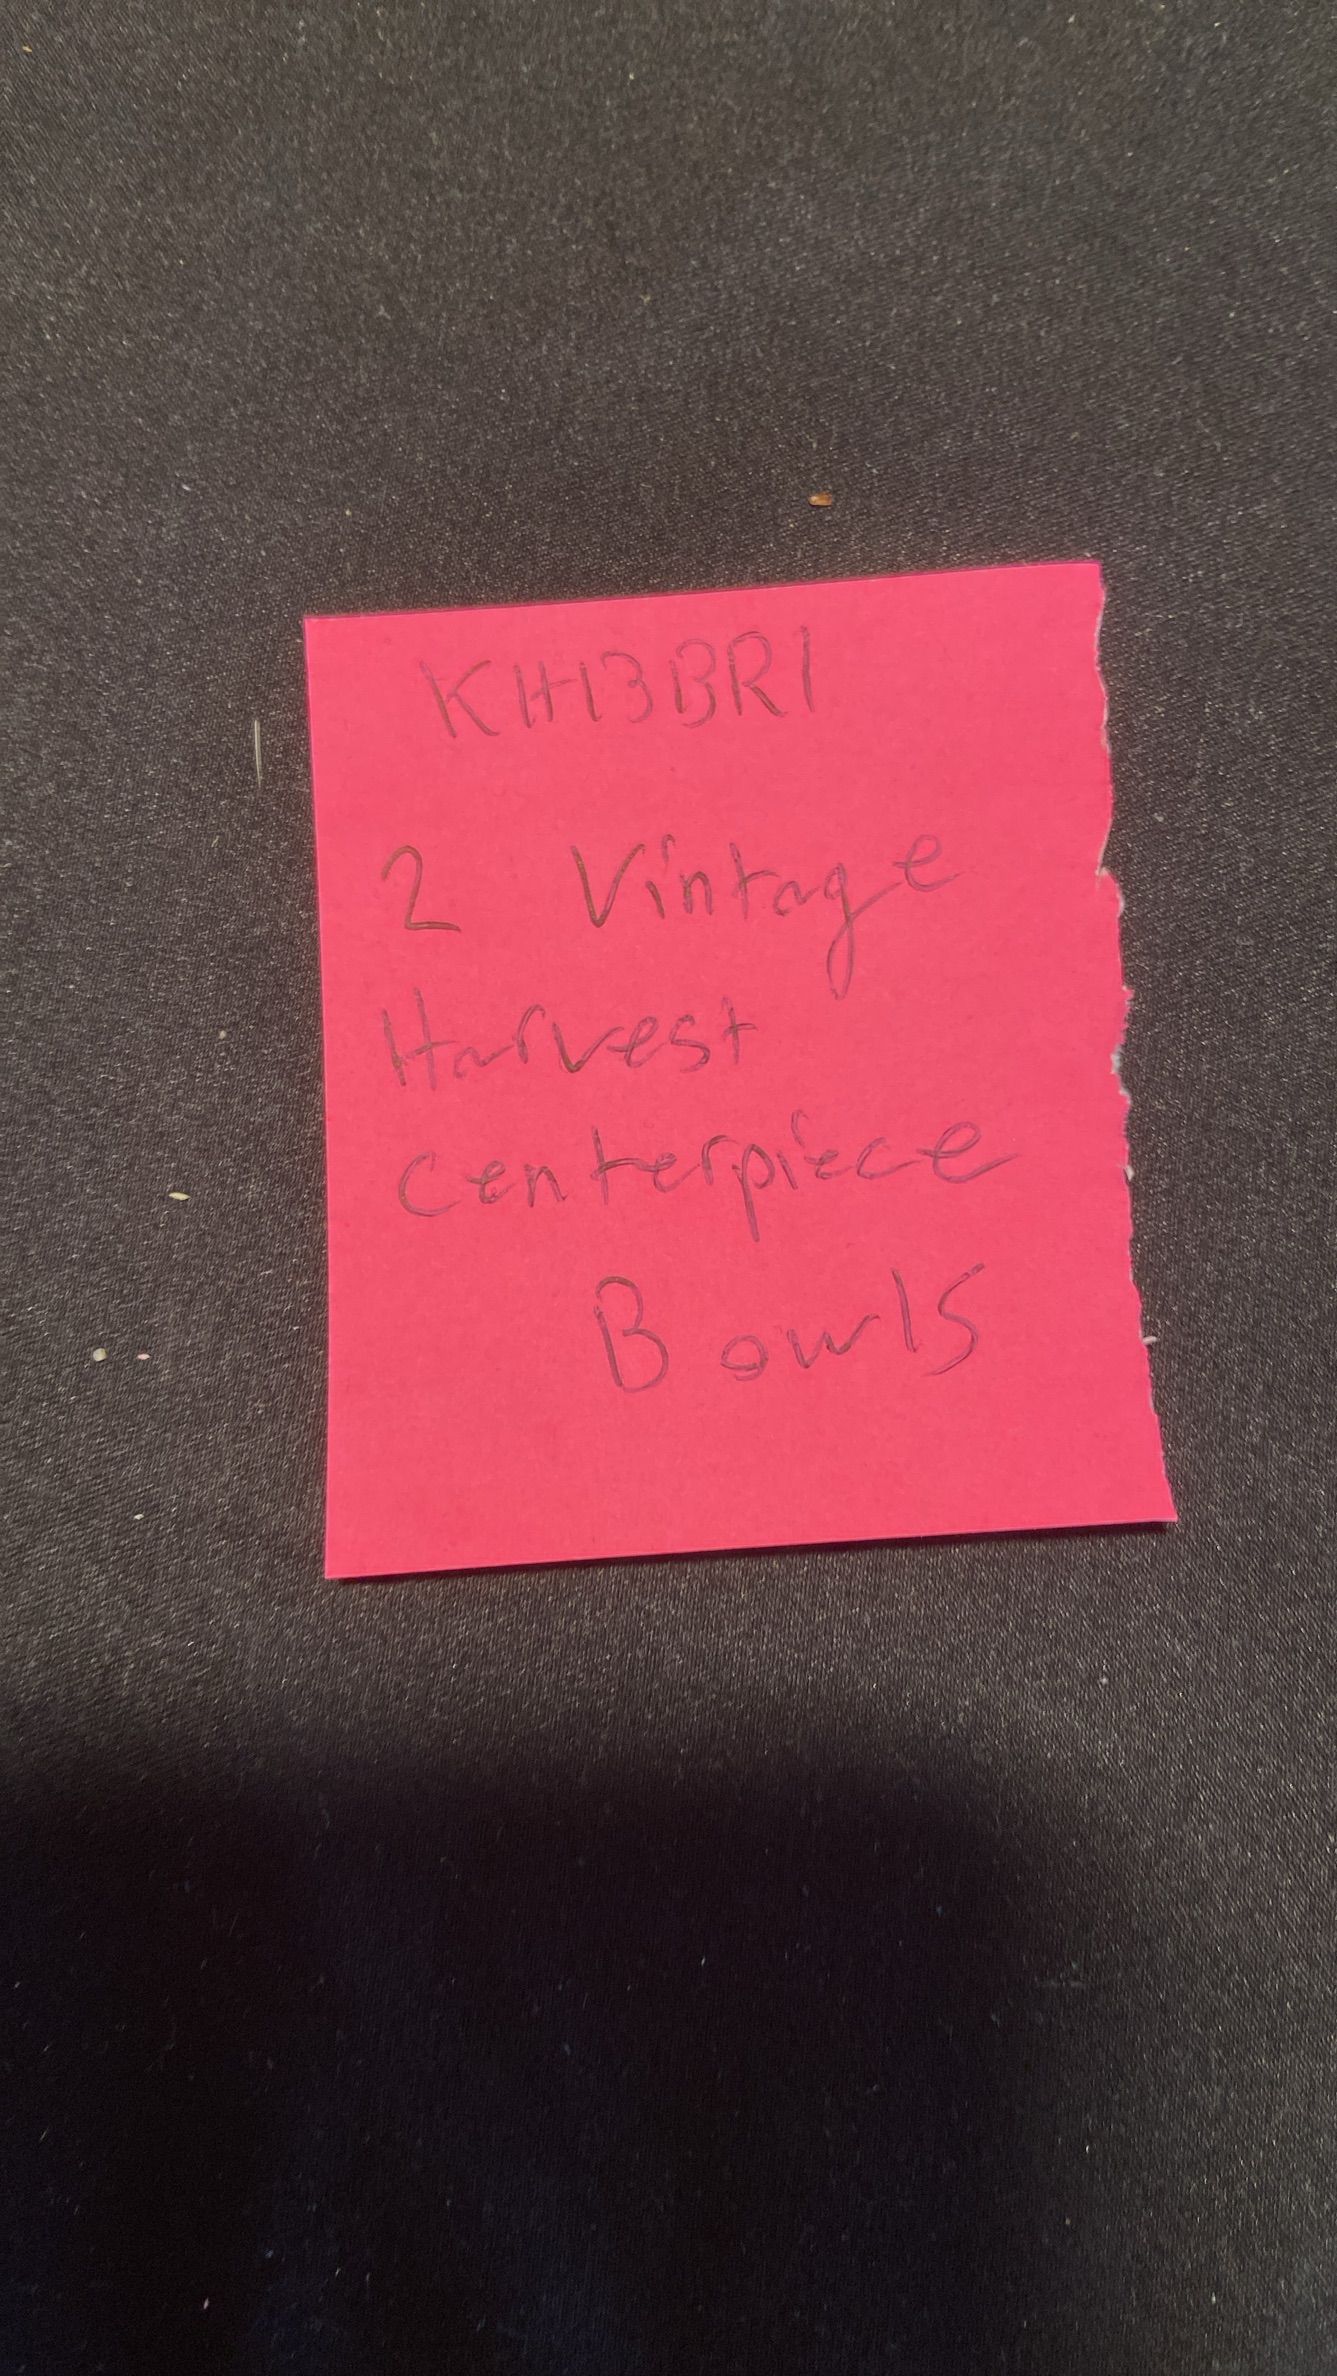 KH13BR1
2 Vintage
Harvest
Centerpiece
Bowls